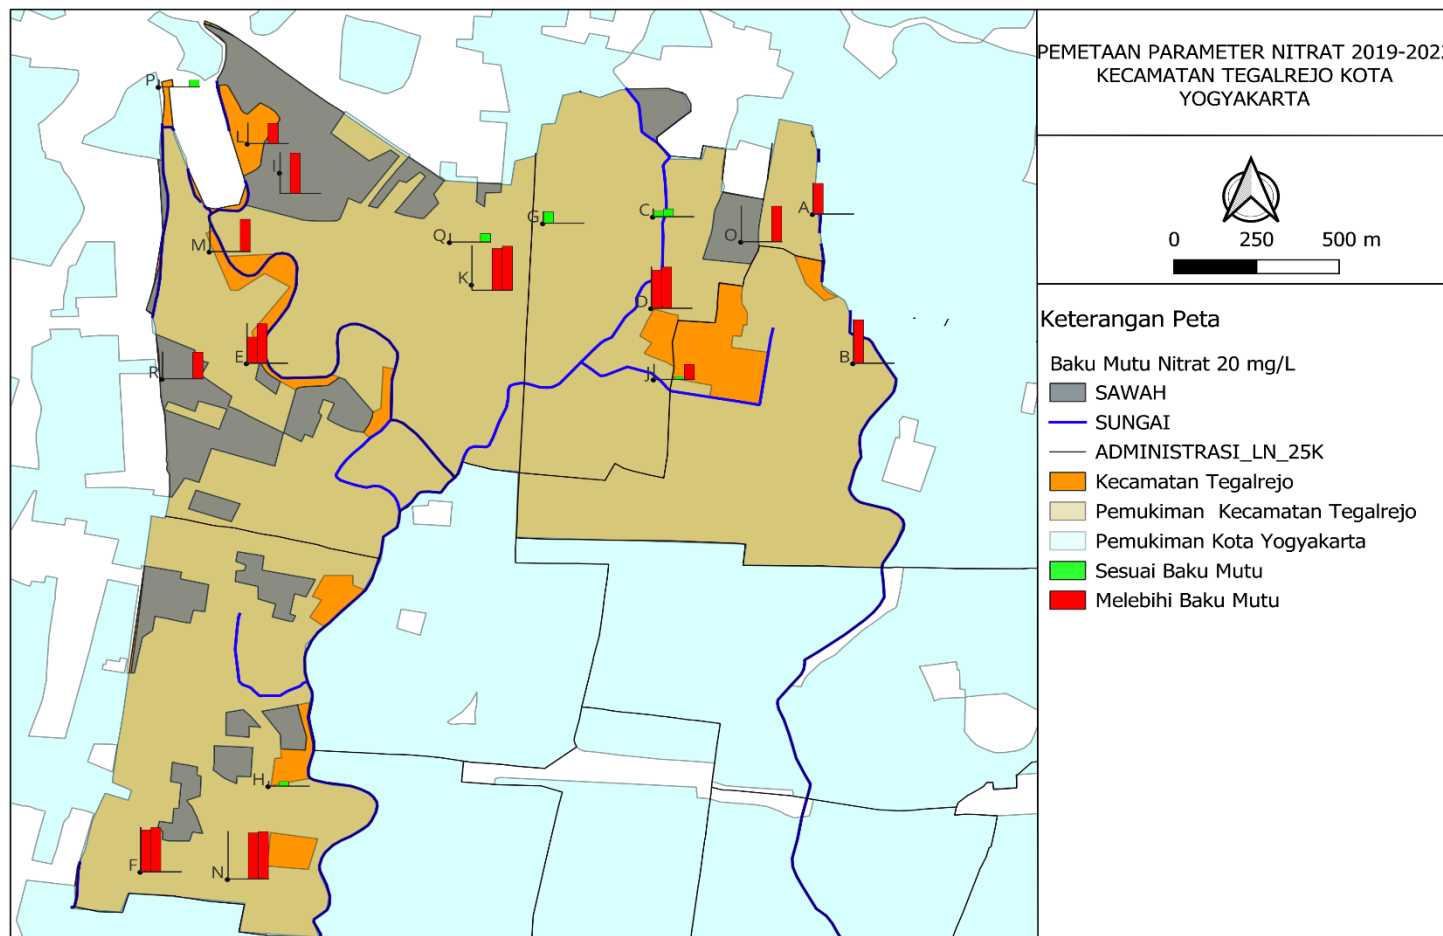 PEMETAAN PARAMETER NITRAT 2019-202
KECAMATAN TEGALREJO KOTA
YOGYAKARTA
0 250 500 m
Keterangan Peta
Baku Mutu Nitrat 20 mg/L
SAWAH
SUNGAI
ADMINISTRASI_LN_25K
Kecamatan Tegalrejo
Pemukiman Kecamatan Tegalrejo
Pemukiman Kota Yogyakarta
Sesuai Baku Mutu
Melebihi Baku Mutu
P
L
I
A
C
G
Q
O
M
K
D
E
B
R
J
H
F
N